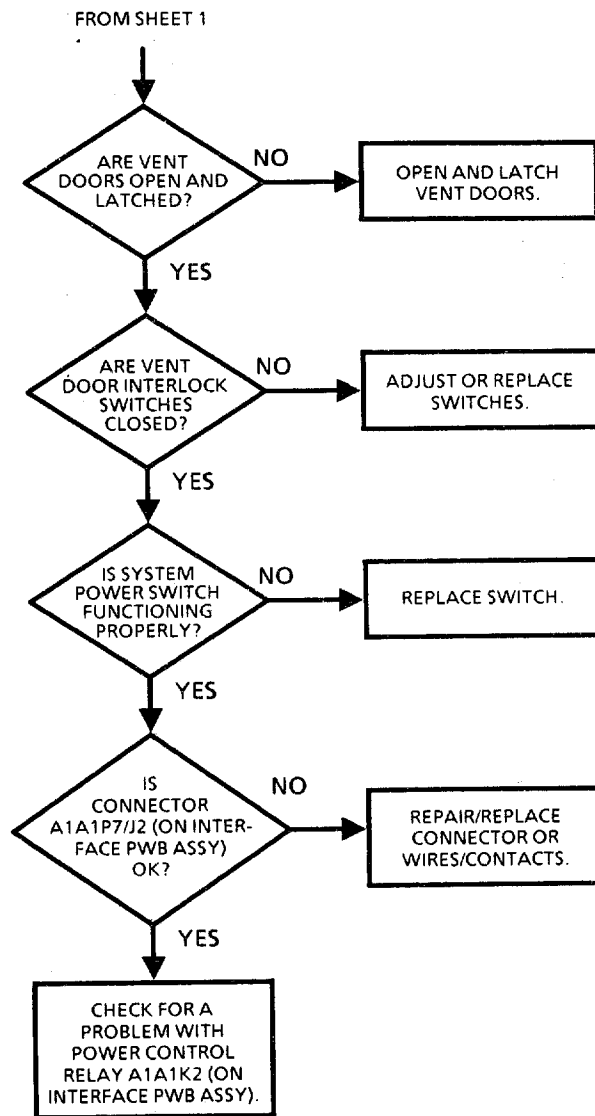 FROM SHEET 1
ARE VENT
DOORS OPEN AND
LATCHED?
NO
OPEN AND LATCH
VENT DOORS.
YES
ARE VENT
DOOR INTERLOCK
SWITCHES
CLOSED?
NO
ADJUST OR REPLACE
SWITCHES.
YES
IS SYSTEM
POWER SWITCH
FUNCTIONING
PROPERLY?
NO
REPLACE SWITCH.
YES
IS
CONNECTOR
A1A1P7/J2 (ON INTER-
FACE PWB ASSY)
OK?
NO
REPAIR/REPLACE
CONNECTOR OR
WIRES/CONTACTS.
YES
CHECK FOR A
PROBLEM WITH
POWER CONTROL
RELAY A1A1K2 (ON
INTERFACE PWB ASSY).